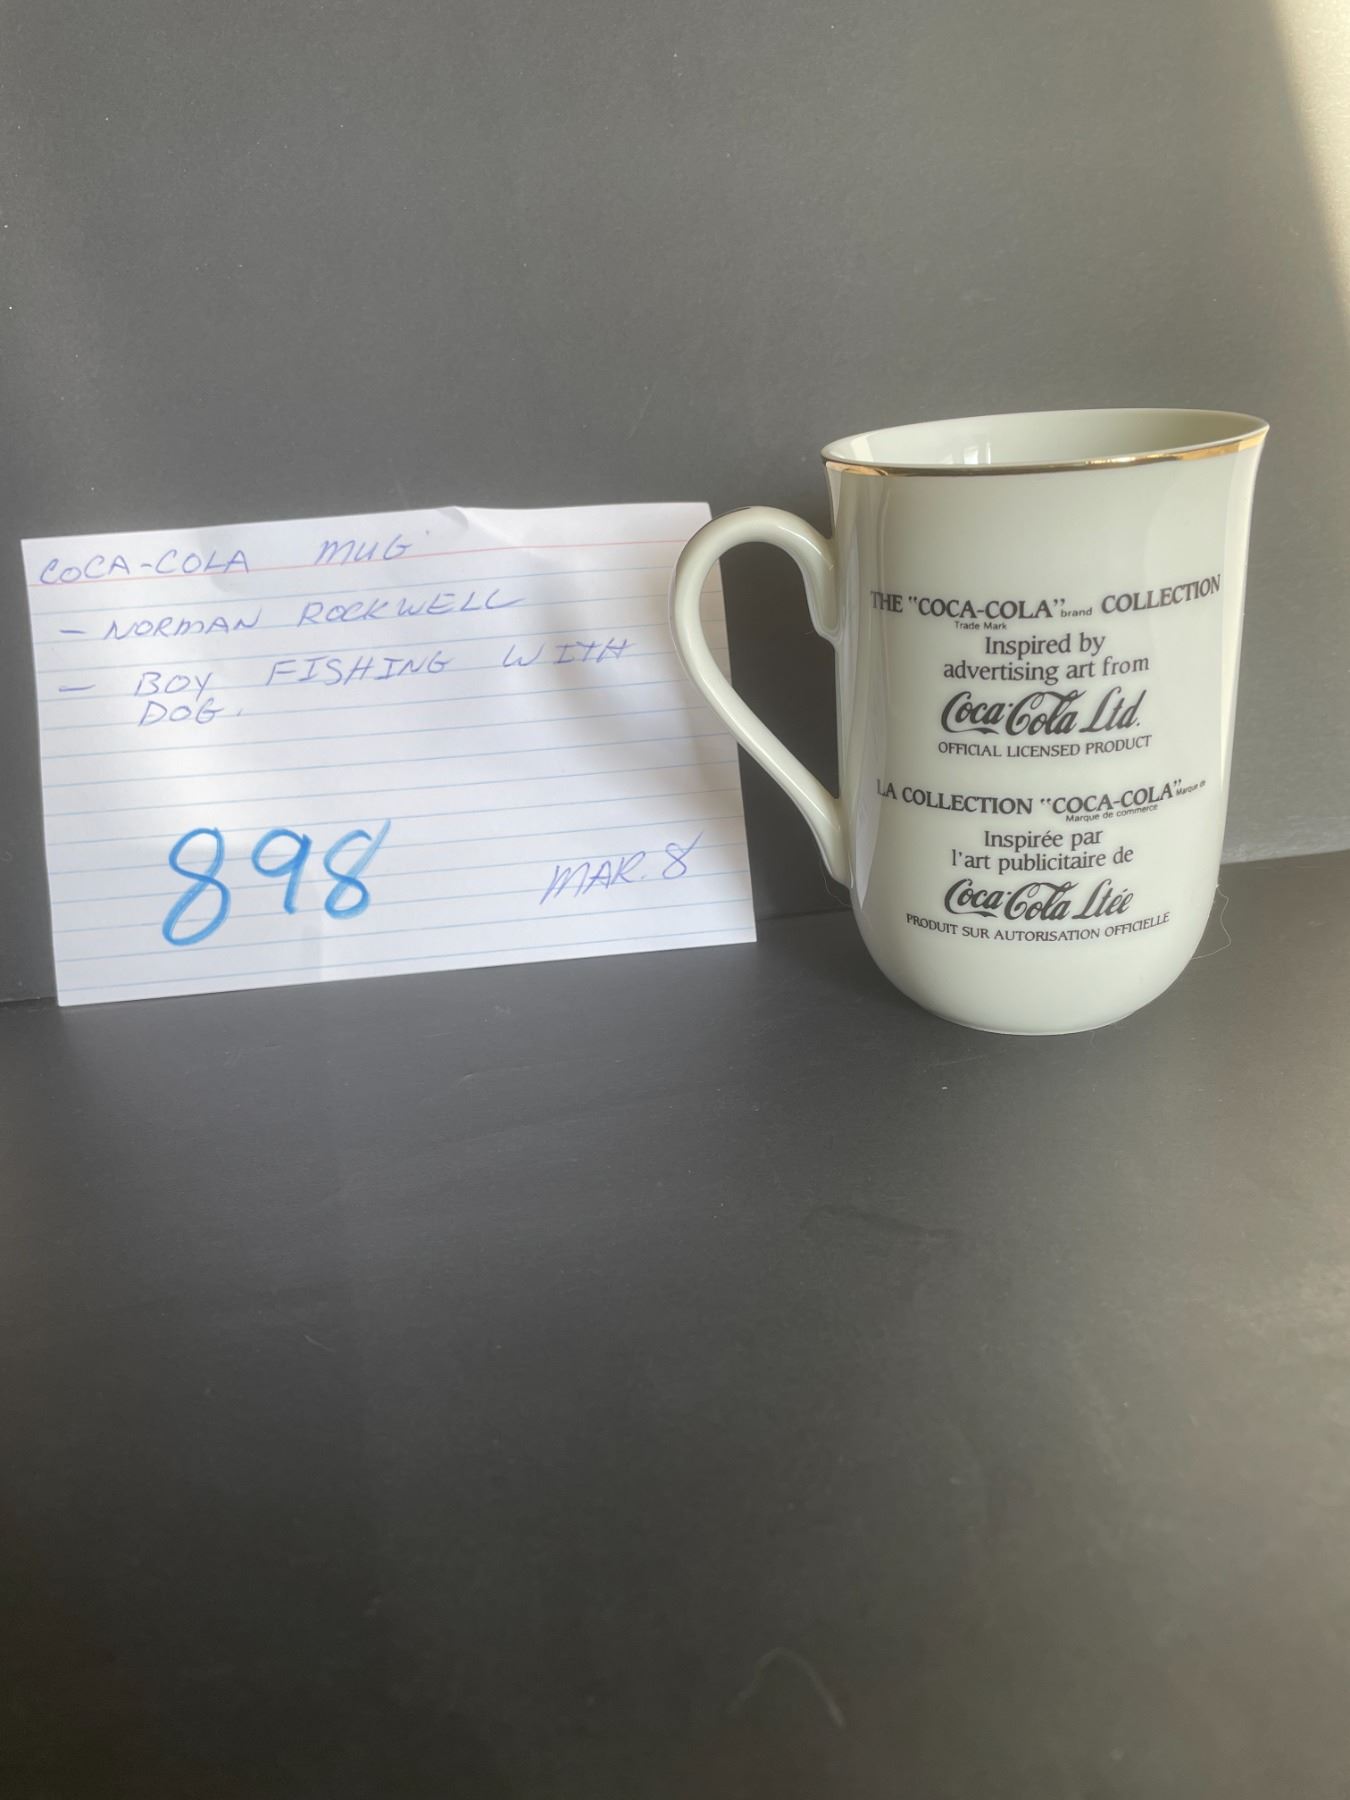 COCA-COLA MUG
- NORMAN ROCKWELL
- BOY FISHING WITH
DOG.
898
MAR. 8
THE "COCA-COLA" brand COLLECTION
Trade Mark
Inspired by
advertising art from
Coca-Cola Ltd.
OFFICIAL LICENSED PRODUCT
LA COLLECTION "COCA-COLA" Marque de
Marque de commerce
Inspirée par
l'art publicitaire de
Coca-Cola Ltée
PRODUIT SUR AUTORISATION OFFICIELLE